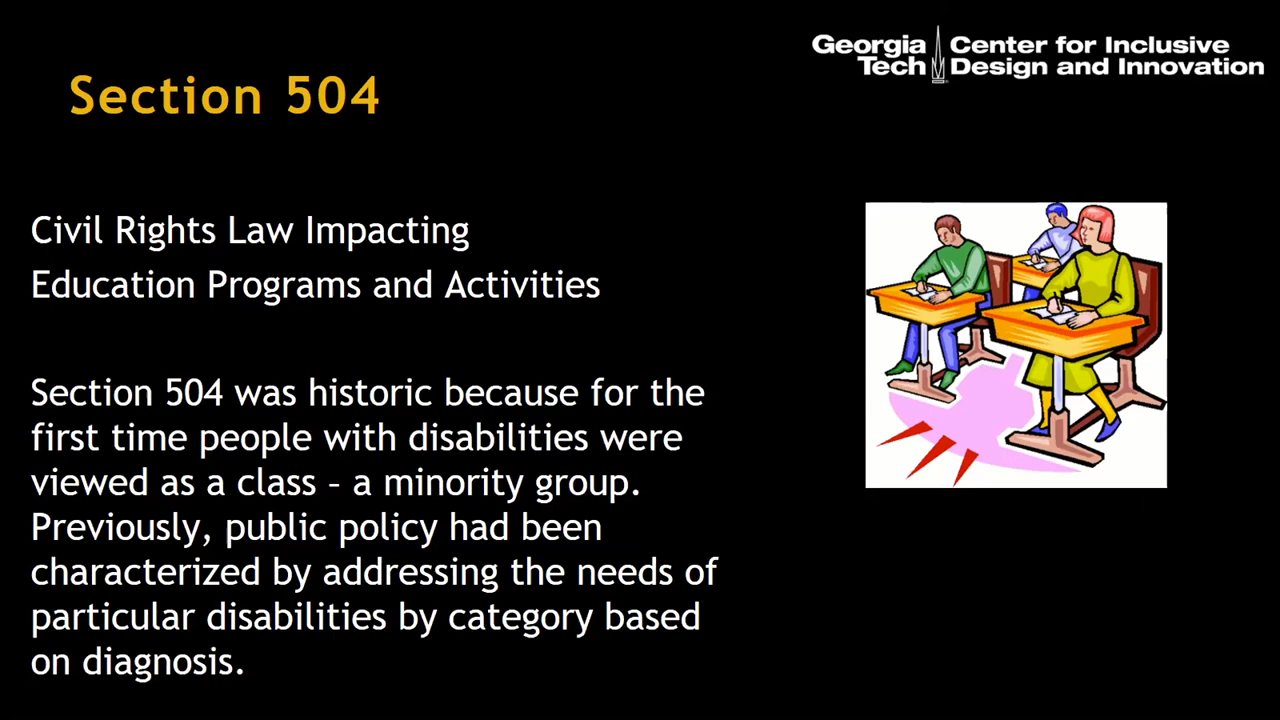 Georgia Tech Center for Inclusive Design and Innovation
Section 504
Civil Rights Law Impacting
Education Programs and Activities
Section 504 was historic because for the
first time people with disabilities were
viewed as a class – a minority group.
Previously, public policy had been
characterized by addressing the needs of
particular disabilities by category based
on diagnosis.